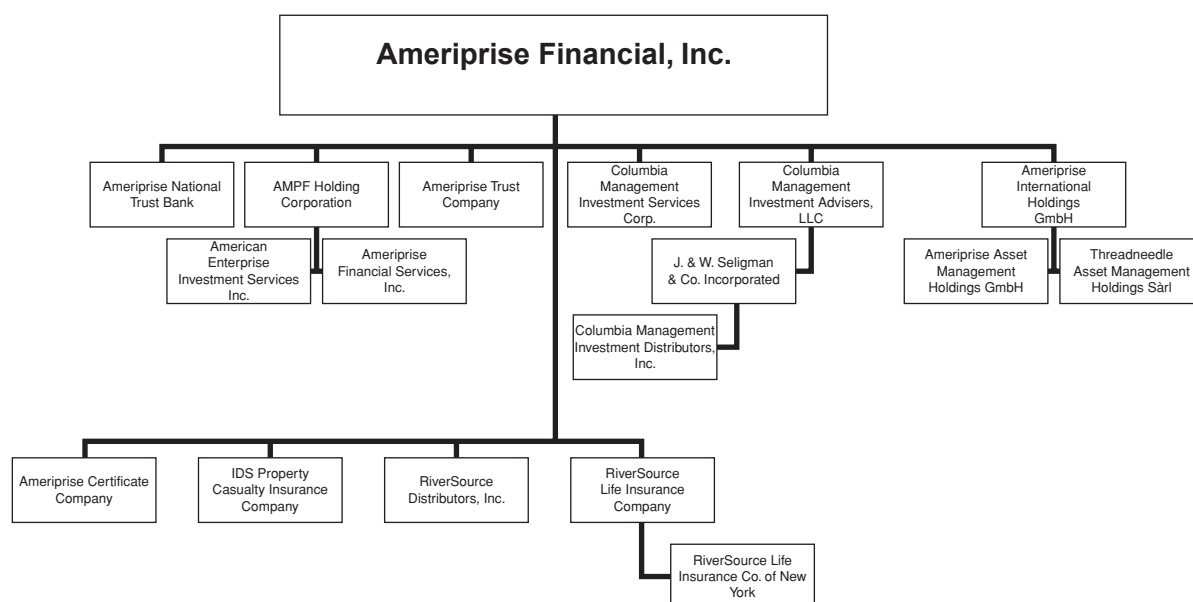 Ameriprise Financial, Inc.
Ameriprise National
Trust Bank
AMPF Holding
Corporation
Ameriprise Trust
Company
Columbia
Management
Investment Services
Corp.
Columbia
Management
Investment Advisers,
LLC
Ameriprise
International
Holdings
GmbH
American
Enterprise
Investment Services
Inc.
Ameriprise
Financial Services,
Inc.
J. & W. Seligman
& Co. Incorporated
Ameriprise Asset
Management
Holdings GmbH
Threadneedle
Asset Management
Holdings Sàrl
Columbia Management
Investment Distributors,
Inc.
Ameriprise Certificate
Company
IDS Property
Casualty Insurance
Company
RiverSource
Distributors, Inc.
RiverSource
Life Insurance
Company
RiverSource Life
Insurance Co. of New
York